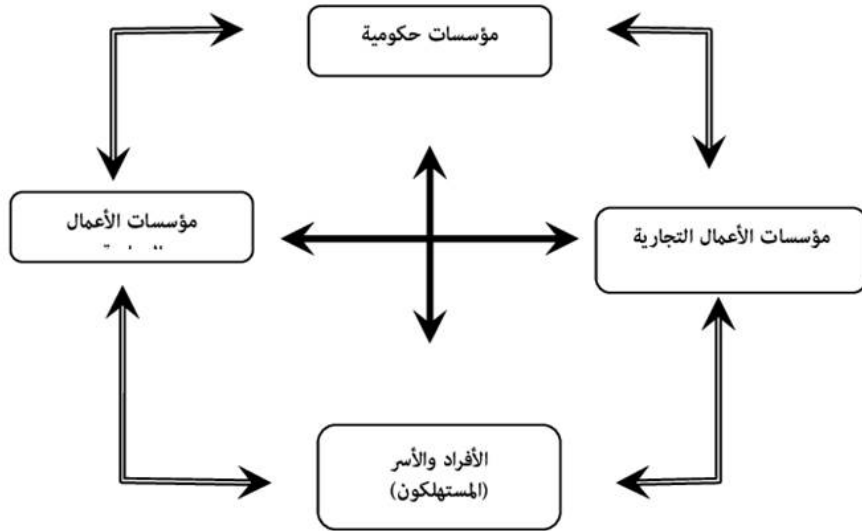 مؤسسات حكومية
مؤسسات الأعمال
مؤسسات الأعمال التجارية
الأفراد والأسر
(المستهلكون)